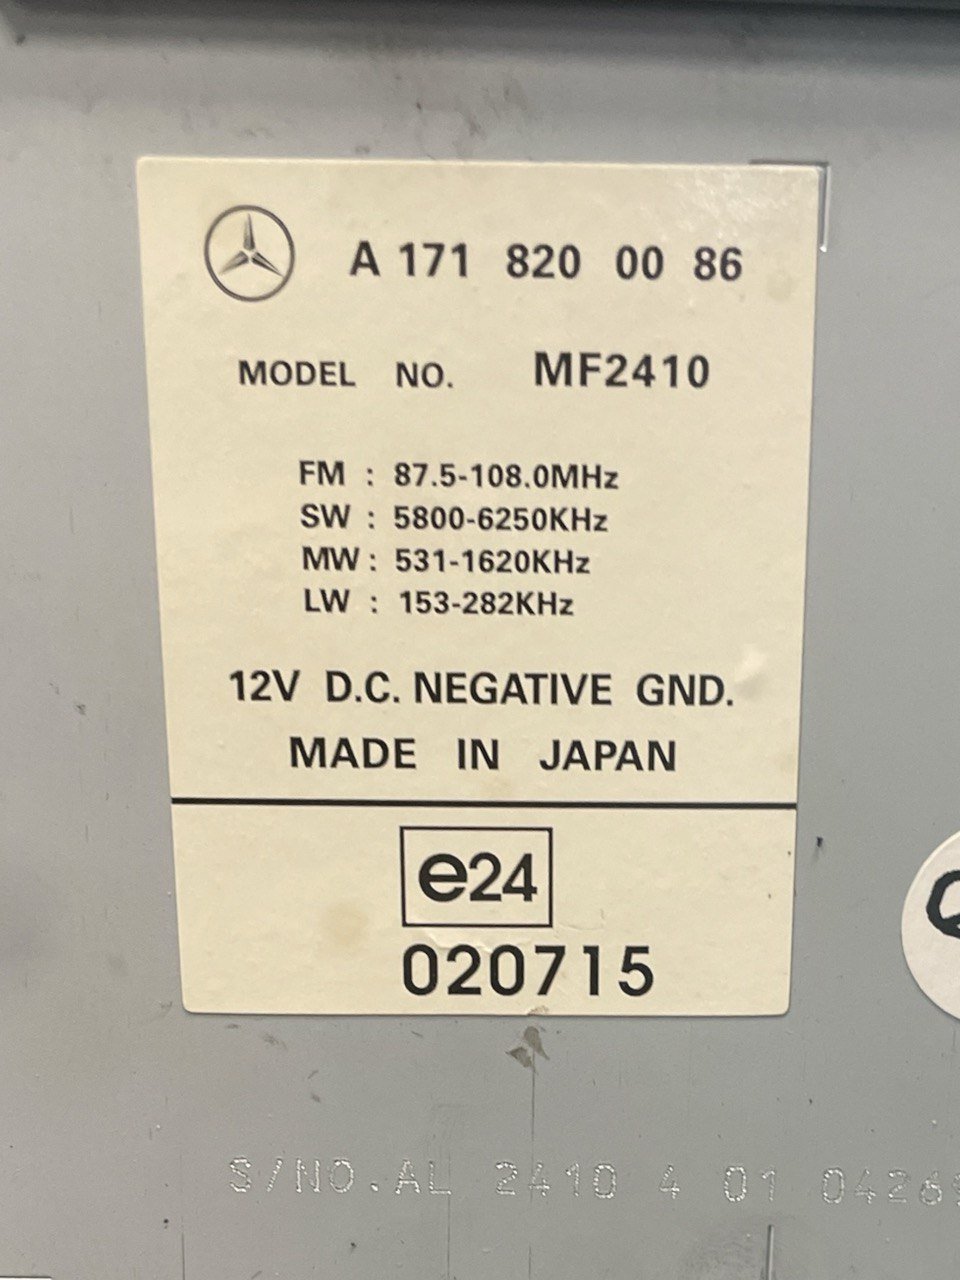 A 171 820 00 86
MODEL NO. MF2410
FM : 87.5-108.0MHz
SW : 5800-6250KHz
MW : 531-1620KHz
LW : 153-282KHz
12V D.C. NEGATIVE GND.
MADE IN JAPAN
e24
020715
S/NO.AL 2410 4 01